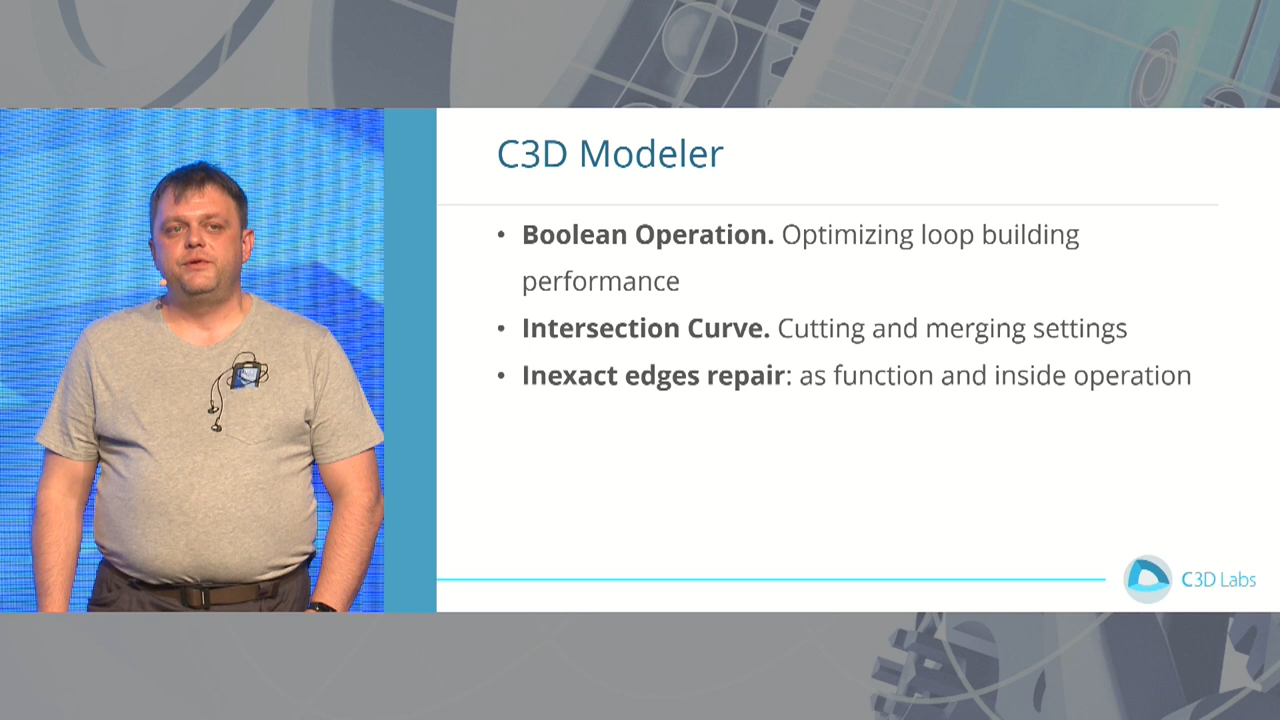 C3D Modeler
• Boolean Operation. Optimizing loop building
performance
• Intersection Curve. Cutting and merging settings
• Inexact edges repair: as function and inside operation
C3D Labs